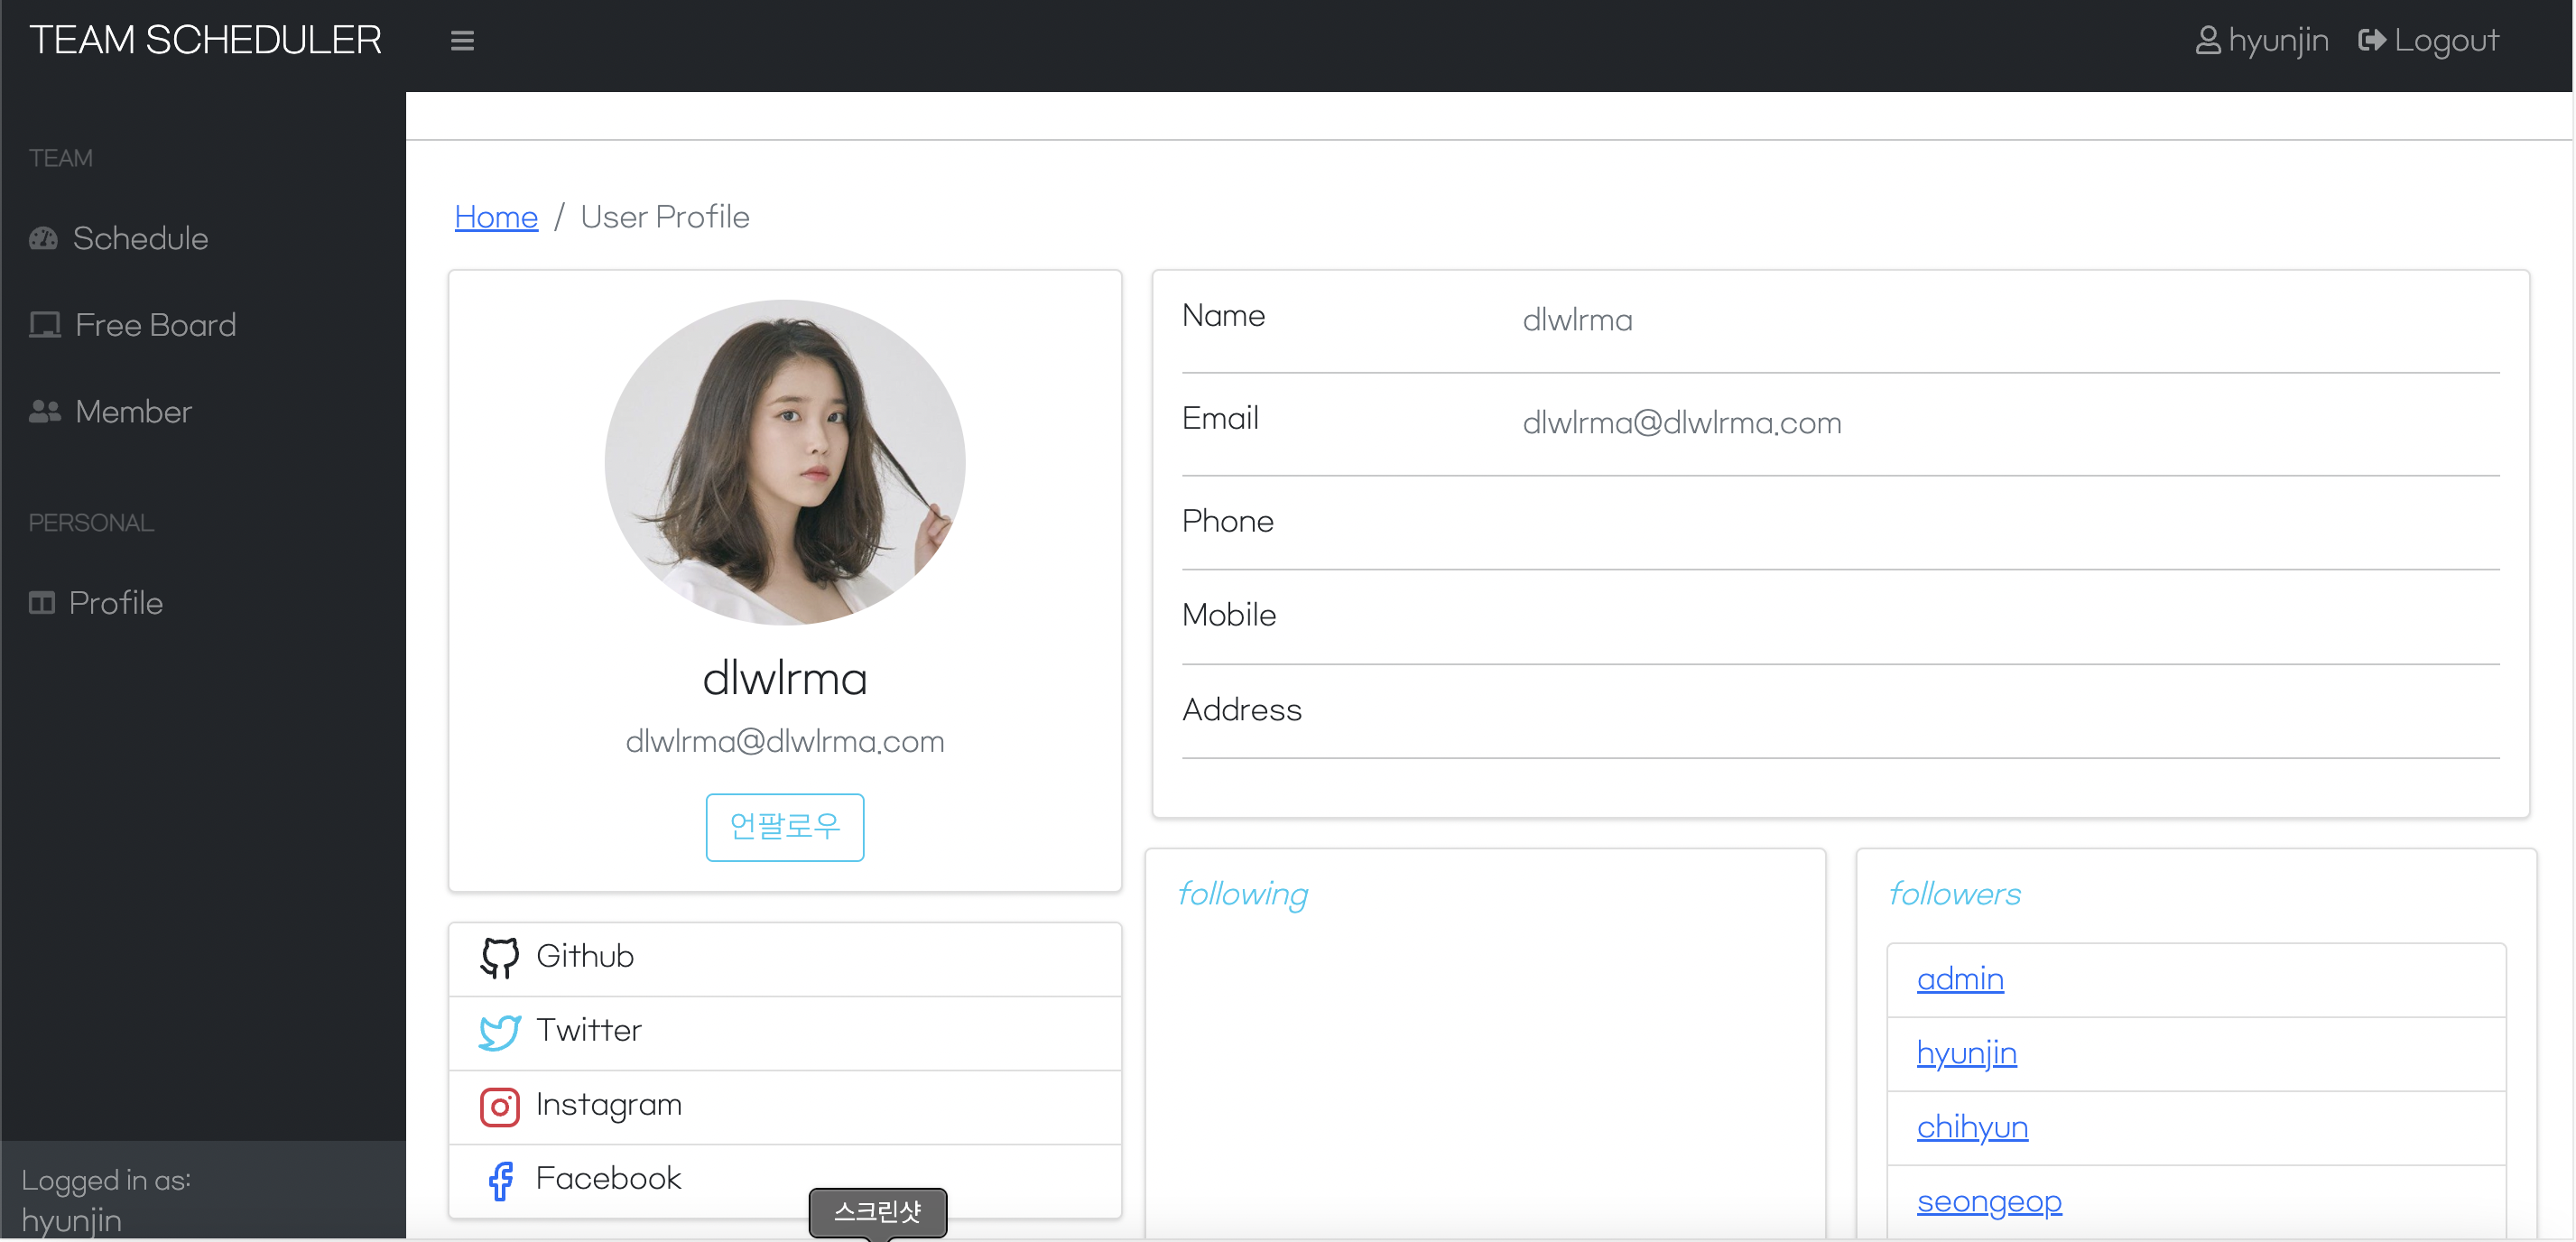 TEAM SCHEDULER
hyunjin
Logout
TEAM
Schedule
Free Board
Member
PERSONAL
Profile
Logged in as:
hyunjin
Home / User Profile
dlwlrma
dlwlrma@dlwlrma.com
언팔로우
Github
Twitter
Instagram
Facebook
Name dlwlrma
Email dlwlrma@dlwlrma.com
Phone
Mobile
Address
following
followers
admin
hyunjin
chihyun
seongeop
스크린샷